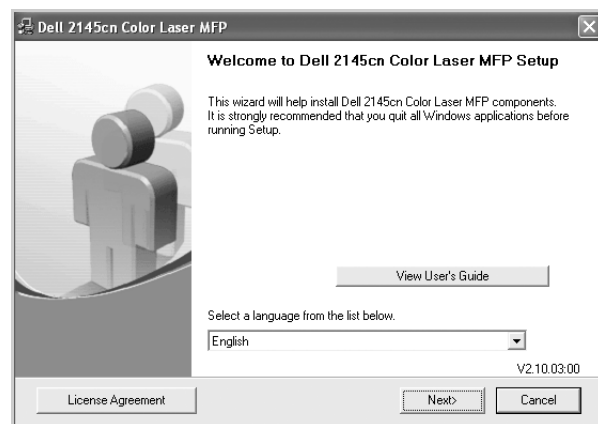 Dell 2145cn Color Laser MFP
Welcome to Dell 2145cn Color Laser MFP Setup
This wizard will help install Dell 2145cn Color Laser MFP components.
It is strongly recommended that you quit all Windows applications before
running Setup.
View User's Guide
Select a language from the list below.
English
V2.10.03:00
License Agreement
Next>
Cancel